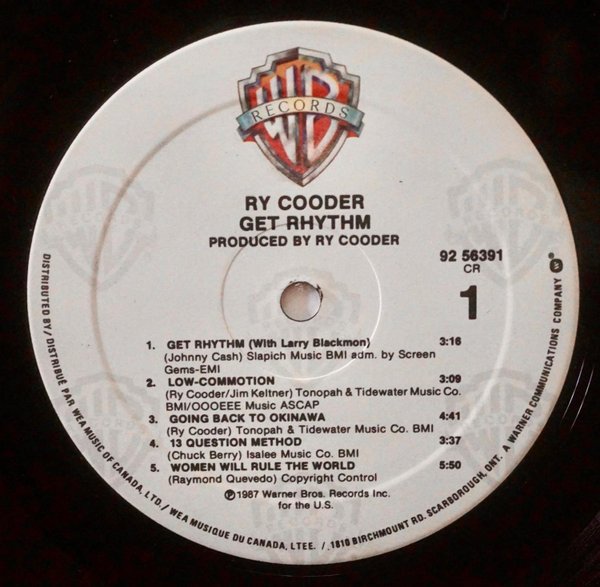 WB
RECORDS
RY COODER
GET RHYTHM
PRODUCED BY RY COODER
92 56391
CR
1
1. GET RHYTHM (With Larry Blackmon) 3:16
(Johnny Cash) Slapich Music BMI adm. by Screen
Gems-EMI
2. LOW-COMMOTION 3:09
(Ry Cooder/Jim Keltner) Tonopah & Tidewater Music Co.
BMI/OOOEEE Music ASCAP
3. GOING BACK TO OKINAWA 4:41
(Ry Cooder) Tonopah & Tidewater Music Co. BMI
4. 13 QUESTION METHOD 3:37
(Chuck Berry) Isalee Music Co. BMI
5. WOMEN WILL RULE THE WORLD 5:50
(Raymond Quevedo) Copyright Control
℗1987 Warner Bros. Records Inc.
for the U.S.
DISTRIBUTED BY/DISTRIBUÉ PAR WEA MUSIC OF CANADA, LTD./WEA MUSIQUE DU CANADA, LTEE. /.1810 BIRCHMOUNT RD. SCARBOROUGH, ONT. A WARNER COMMUNICATIONS COMPANY